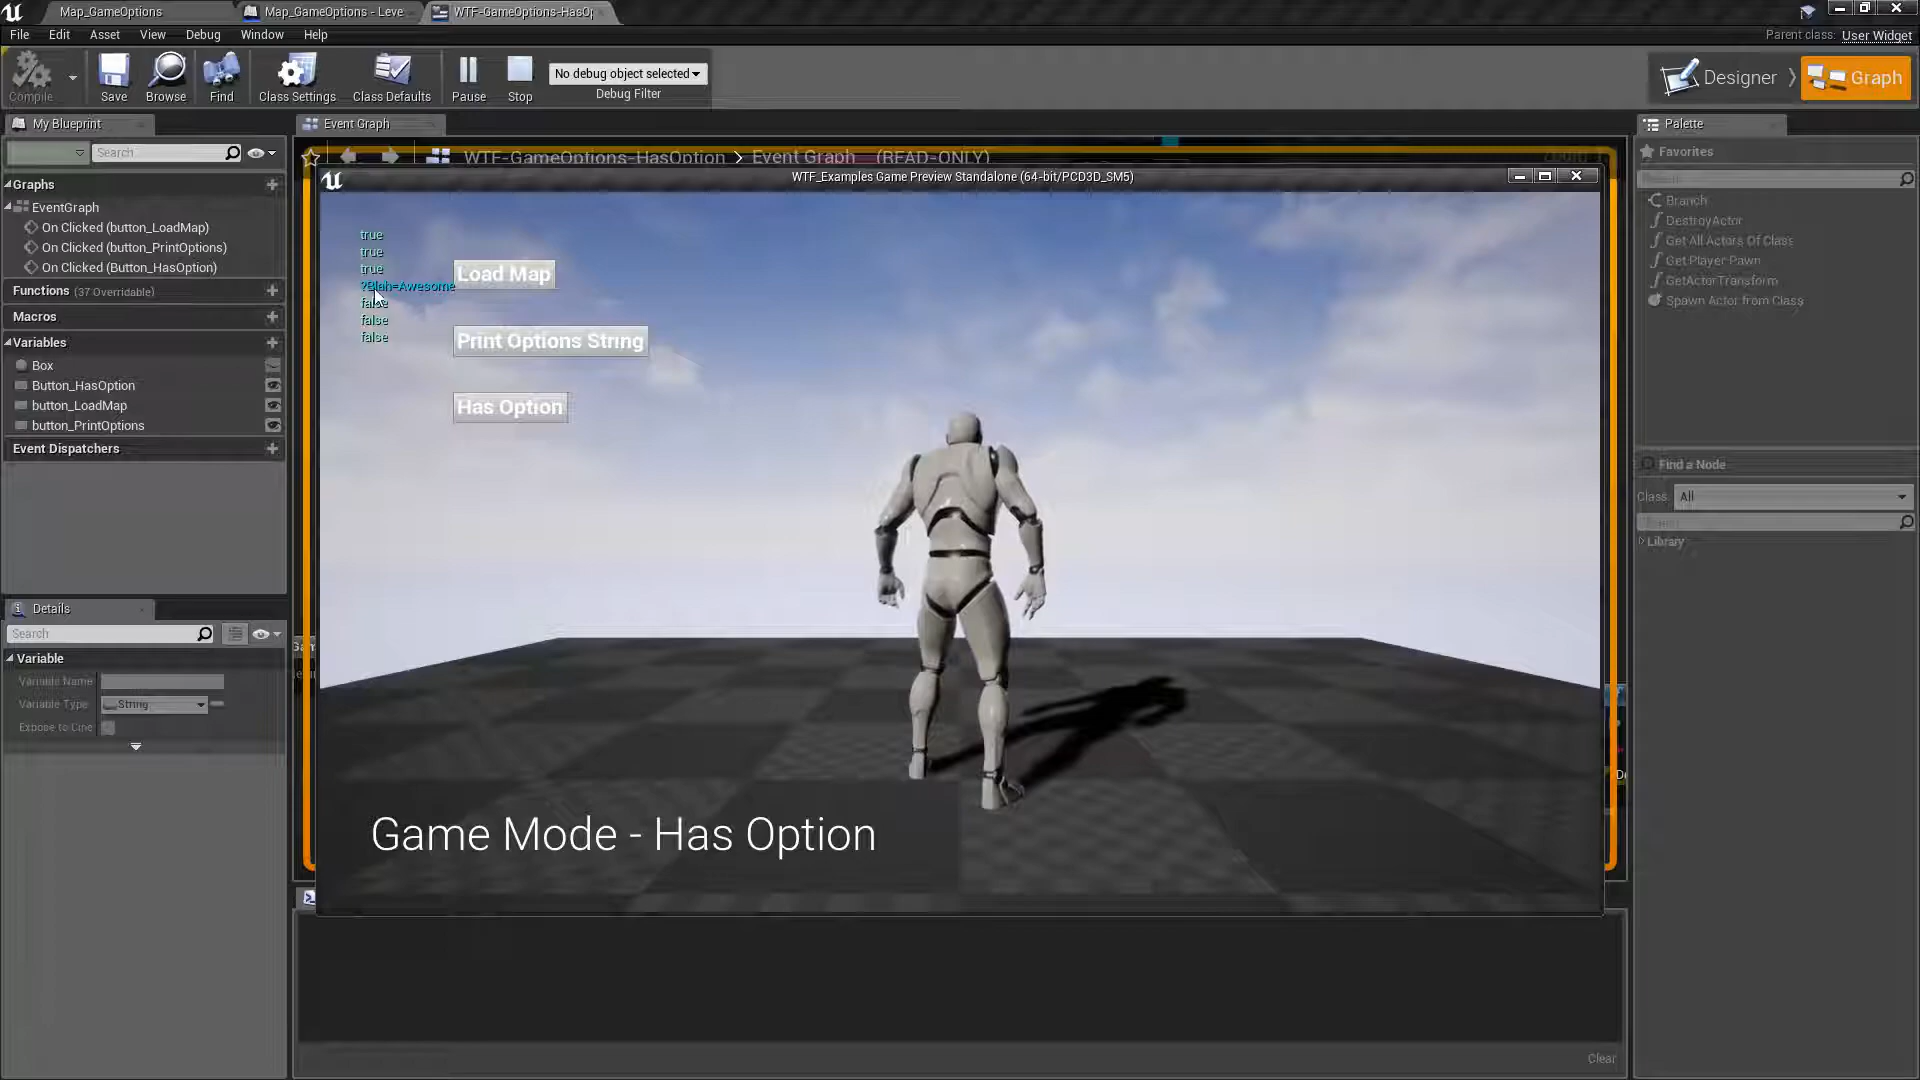 Map_GameOptions
Map_GameOptions - Leve
WTF-GameOptions-HasOp
File Edit Asset View Debug Window Help
Parent class: User Widget
Compile
Save
Browse
Find
Class Settings
Class Defaults
Pause
Stop
No debug object selected
Debug Filter
Designer
Graph
My Blueprint
Search
Graphs
EventGraph
On Clicked (button_LoadMap)
On Clicked (button_PrintOptions)
On Clicked (Button_HasOption)
Functions (37 Overridable)
Macros
Variables
Box
Button_HasOption
button_LoadMap
button_PrintOptions
Event Dispatchers
Details
Search
Variable
Variable Name
Variable Type String
Expose to Cine
Event Graph
WTF-GameOptions-HasOption > Event Graph (READ-ONLY)
WTF_Examples Game Preview Standalone (64-bit/PCD3D_SM5)
true
true
true
?Blah=Awesome
false
false
false
Load Map
Print Options String
Has Option
Game Mode - Has Option
Clear
Palette
Favorites
Branch
DestroyActor
Get All Actors Of Class
Get Player Pawn
GetActorTransform
Spawn Actor from Class
Find a Node
Class: All
Library